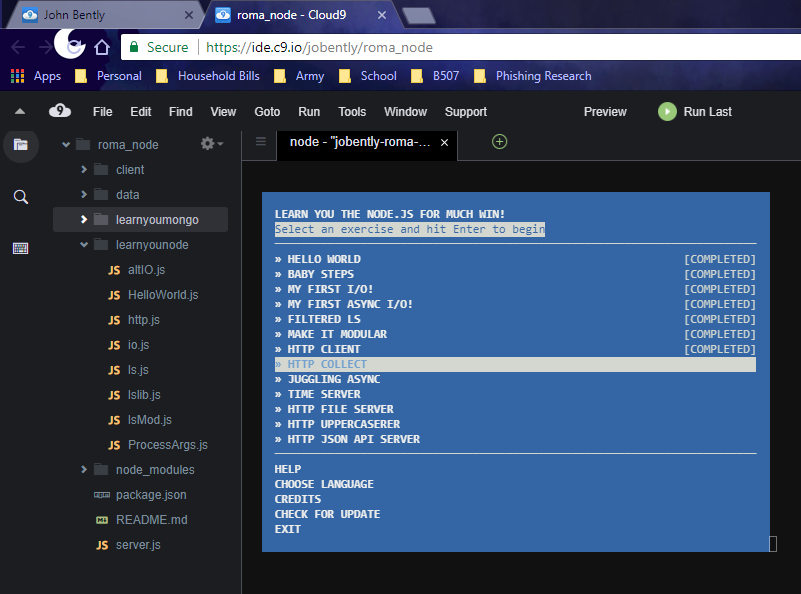 John Bently
roma_node - Cloud9
Secure
https://ide.c9.io/jobently/roma_node
Apps
Personal
Household Bills
Army
School
B507
Phishing Research
9
File
Edit
Find
View
Goto
Run
Tools
Window
Support
Preview
Run Last
roma_node
client
data
learnyoumongo
learnyounode
JS altIO.js
JS HelloWorld.js
JS http.js
JS io.js
JS ls.js
JS lslib.js
JS lsMod.js
JS ProcessArgs.js
node_modules
package.json
README.md
JS server.js
node - "jobently-roma-...
LEARN YOU THE NODE.JS FOR MUCH WIN!
Select an exercise and hit Enter to begin
» HELLO WORLD [COMPLETED]
» BABY STEPS [COMPLETED]
» MY FIRST I/O! [COMPLETED]
» MY FIRST ASYNC I/O! [COMPLETED]
» FILTERED LS [COMPLETED]
» MAKE IT MODULAR [COMPLETED]
» HTTP CLIENT [COMPLETED]
» HTTP COLLECT
» JUGGLING ASYNC
» TIME SERVER
» HTTP FILE SERVER
» HTTP UPPERCASERER
» HTTP JSON API SERVER
HELP
CHOOSE LANGUAGE
CREDITS
CHECK FOR UPDATE
EXIT